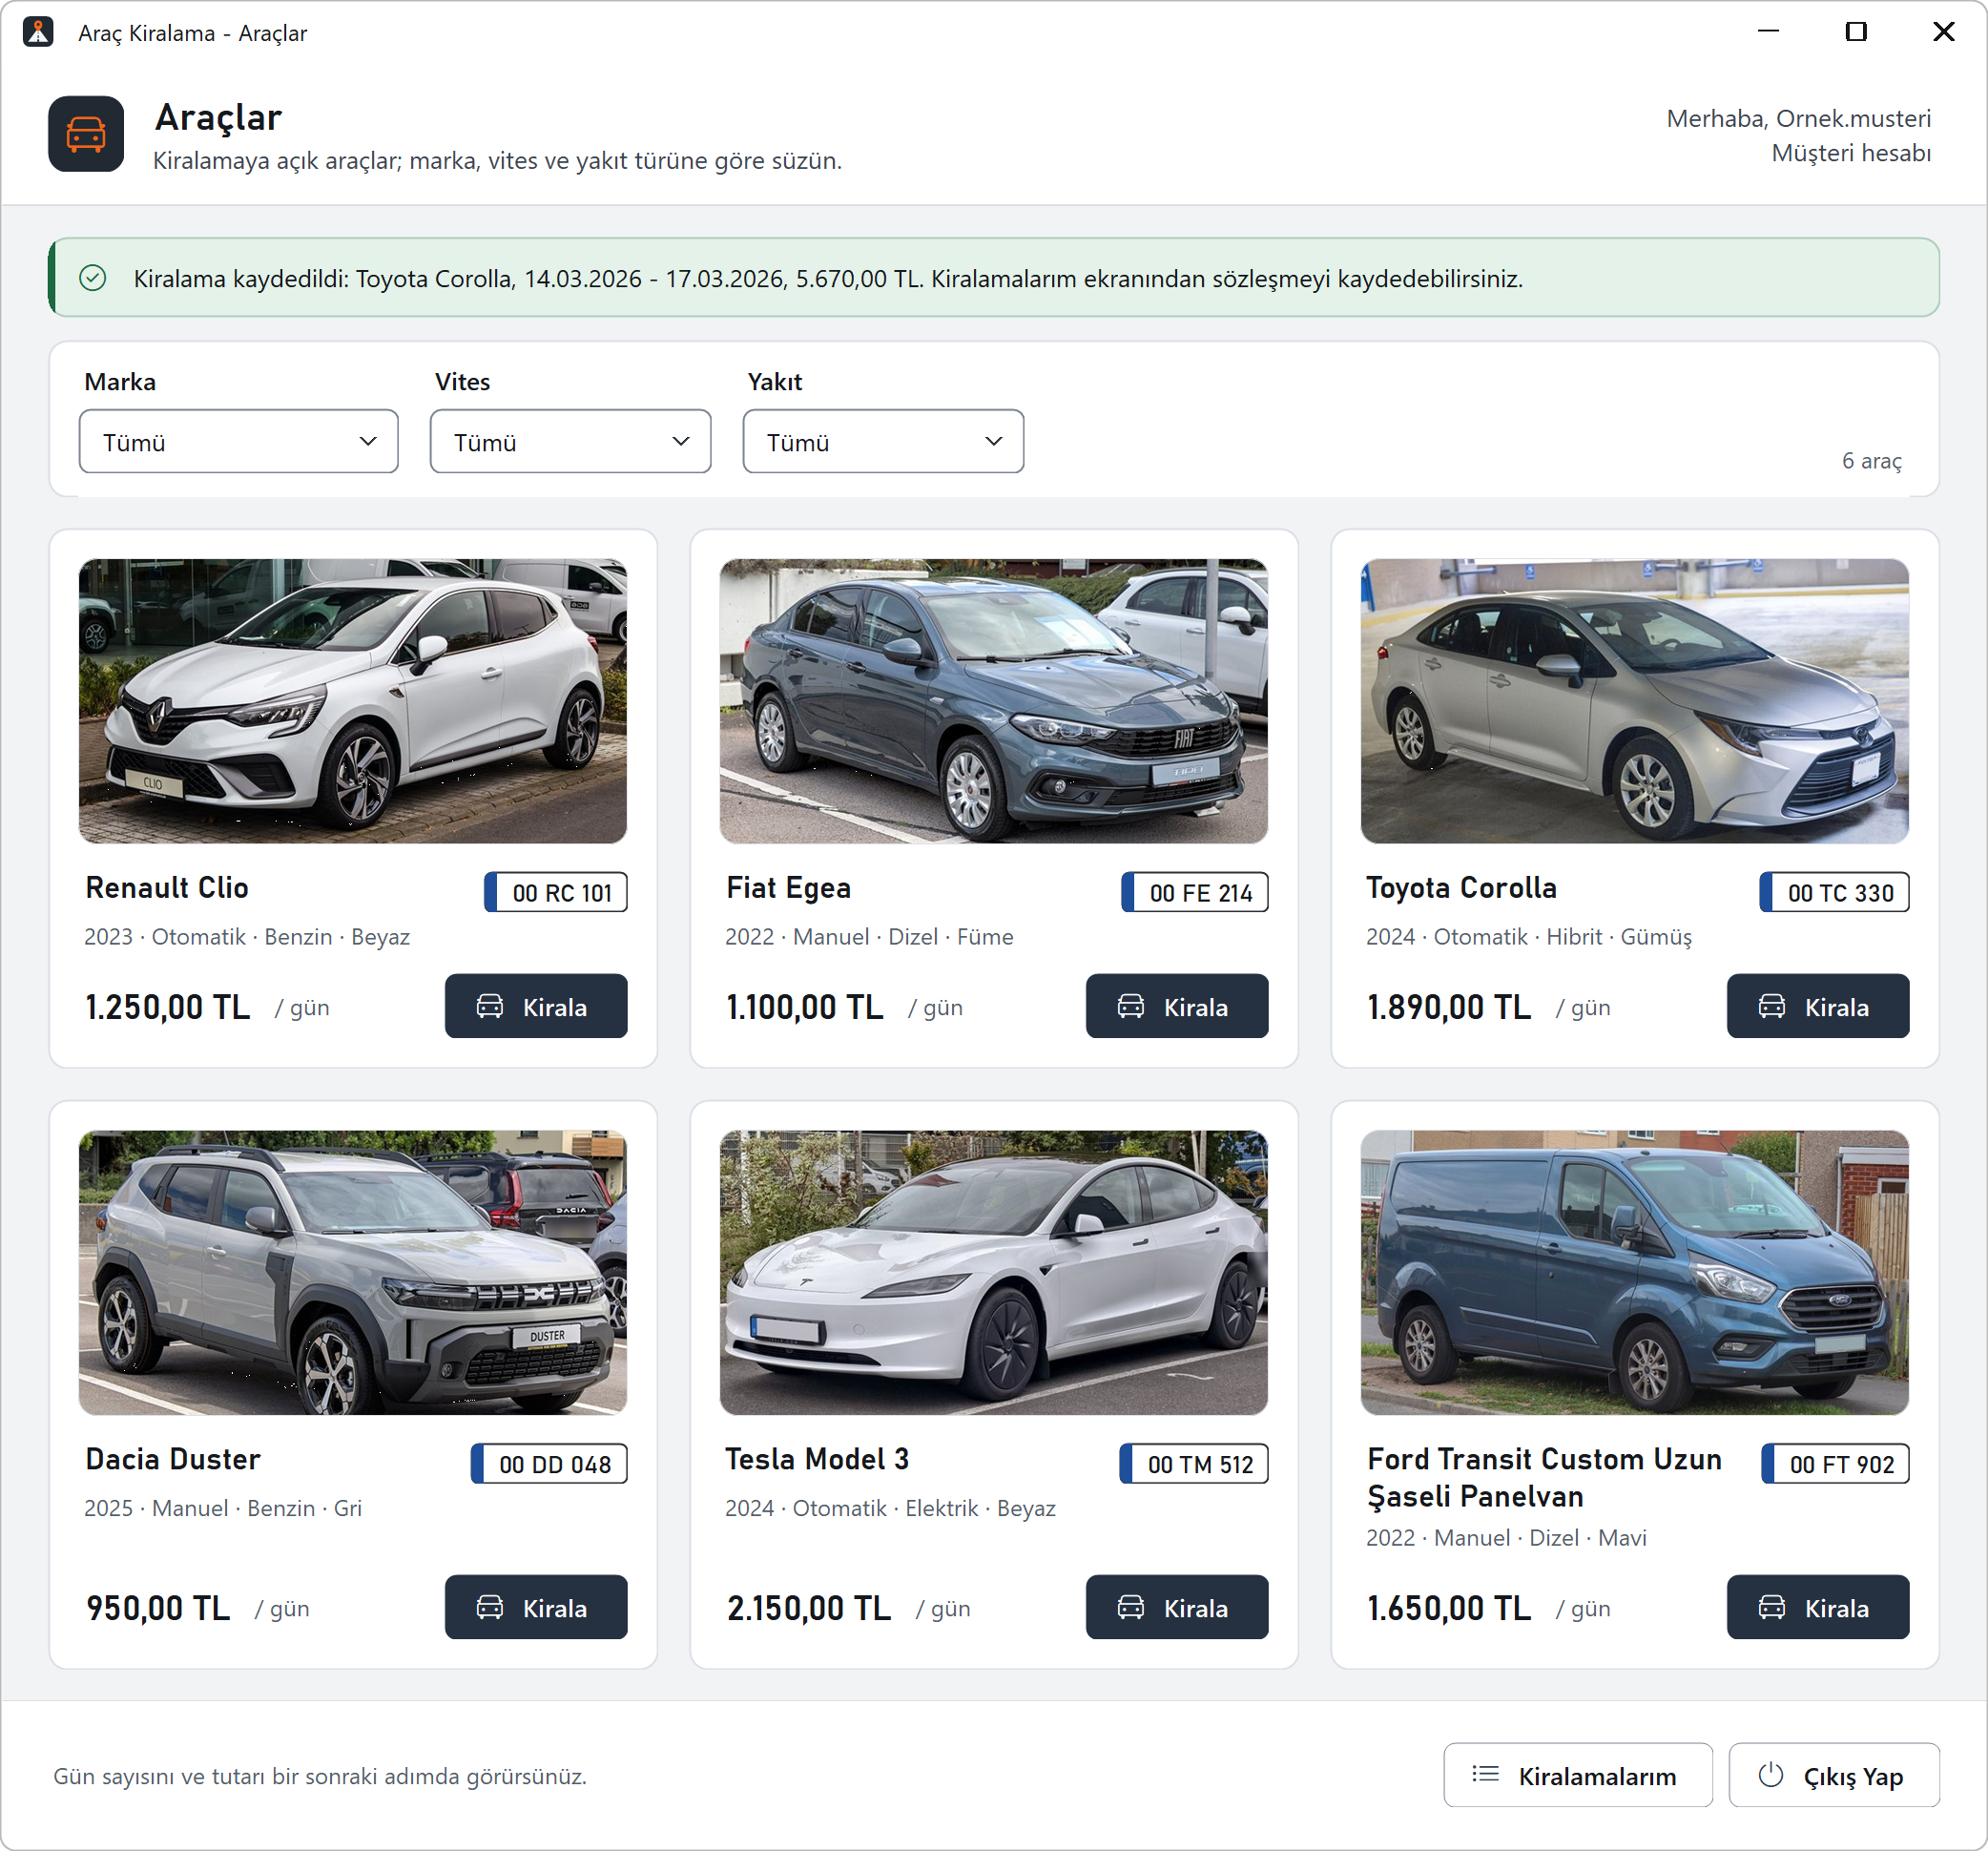 Araç Kiralama - Araçlar
Araçlar
Kiralamaya açık araçlar; marka, vites ve yakıt türüne göre süzün.
Merhaba, Ornek.musteri
Müşteri hesabı
Kiralama kaydedildi: Toyota Corolla, 14.03.2026 - 17.03.2026, 5.670,00 TL. Kiralamalarım ekranından sözleşmeyi kaydedebilirsiniz.
Marka
Vites
Yakıt
Tümü
Tümü
Tümü
6 araç
CLIO
FIAT
Renault Clio
00 RC 101
2023 · Otomatik · Benzin · Beyaz
1.250,00 TL / gün
Kirala
Fiat Egea
00 FE 214
2022 · Manuel · Dizel · Füme
1.100,00 TL / gün
Kirala
Toyota Corolla
00 TC 330
2024 · Otomatik · Hibrit · Gümüş
1.890,00 TL / gün
Kirala
DACIA
DUSTER
Dacia Duster
00 DD 048
2025 · Manuel · Benzin · Gri
950,00 TL / gün
Kirala
Tesla Model 3
00 TM 512
2024 · Otomatik · Elektrik · Beyaz
2.150,00 TL / gün
Kirala
Ford Transit Custom Uzun
Şaseli Panelvan
00 FT 902
2022 · Manuel · Dizel · Mavi
1.650,00 TL / gün
Kirala
Gün sayısını ve tutarı bir sonraki adımda görürsünüz.
Kiralamalarım
Çıkış Yap